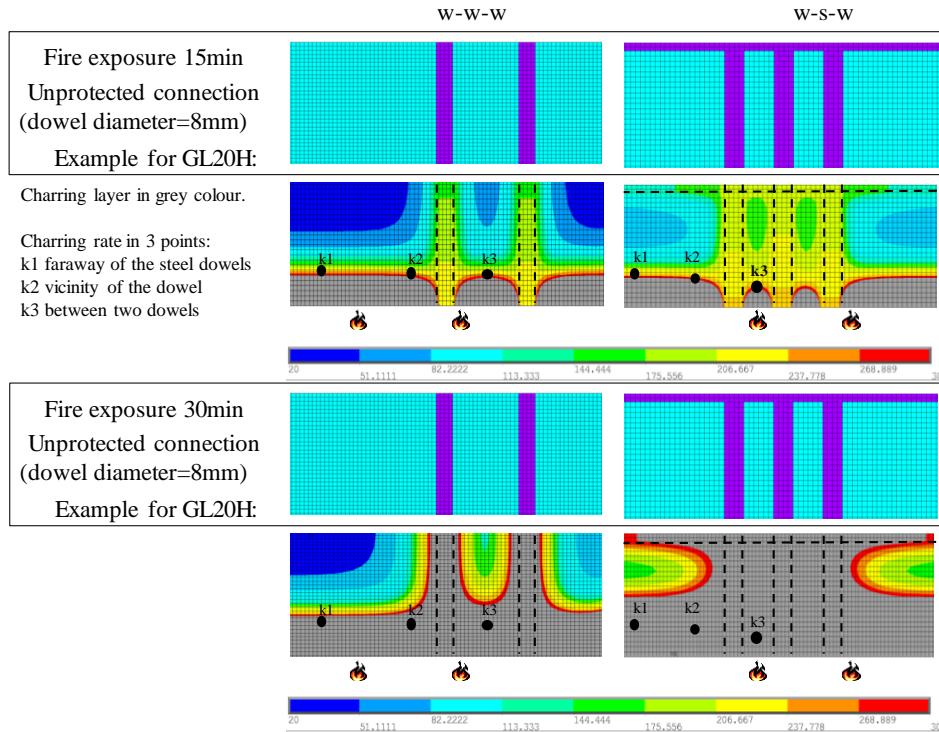 w-w-w
w-s-w
Fire exposure 15min
Unprotected connection
(dowel diameter=8mm)
Example for GL20H:
Charring layer in grey colour.
Charring rate in 3 points:
k1 faraway of the steel dowels
k2 vicinity of the dowel
k3 between two dowels
k1
k2
k3
k1
k2
k3
20
51.1111
82.2222
113.333
144.444
175.556
206.667
237.778
268.889
30
Fire exposure 30min
Unprotected connection
(dowel diameter=8mm)
Example for GL20H:
k1
k2
k3
k1
k2
k3
20
51.1111
82.2222
113.333
144.444
175.556
206.667
237.778
268.889
30